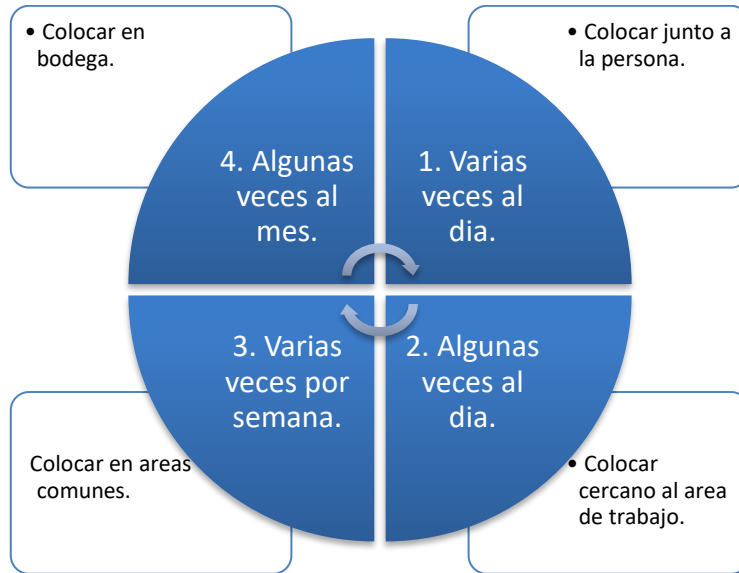 • Colocar en
bodega.
• Colocar junto a
la persona.
4. Algunas
veces al
mes.
1. Varias
veces al
dia.
3. Varias
veces por
semana.
2. Algunas
veces al
dia.
Colocar en areas
comunes.
• Colocar
cercano al area
de trabajo.